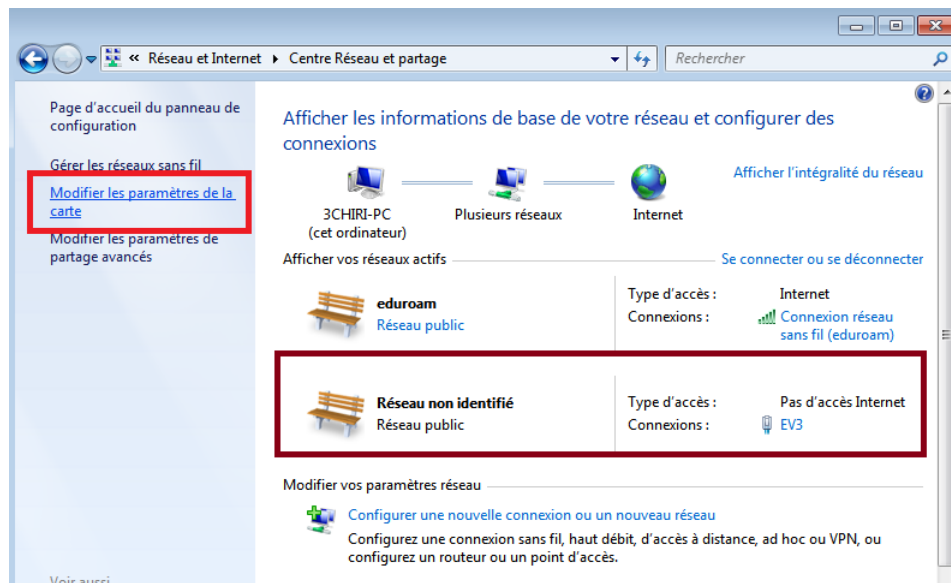 « Réseau et Internet ▸ Centre Réseau et partage
Rechercher
Page d'accueil du panneau de
configuration
Gérer les réseaux sans fil
Modifier les paramètres de la
carte
Modifier les paramètres de
partage avancés
Voir aussi
Afficher les informations de base de votre réseau et configurer des
connexions
Afficher l'intégralité du réseau
3CHIRI-PC
(cet ordinateur)
Plusieurs réseaux
Internet
Afficher vos réseaux actifs
Se connecter ou se déconnecter
eduroam
Réseau public
Type d'accès :
Internet
Connexions :
Connexion réseau
sans fil (eduroam)
Réseau non identifié
Réseau public
Type d'accès :
Pas d'accès Internet
Connexions :
EV3
Modifier vos paramètres réseau
Configurer une nouvelle connexion ou un nouveau réseau
Configurez une connexion sans fil, haut débit, d'accès à distance, ad hoc ou VPN, ou
configurez un routeur ou un point d'accès.